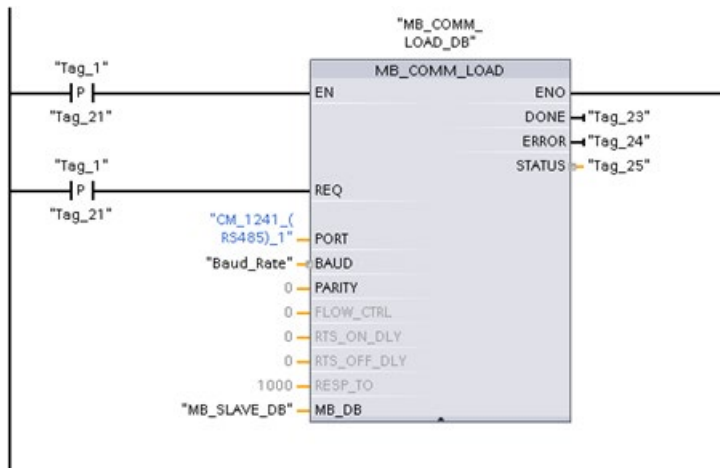 "MB_COMM_
LOAD_DB"
"Tag_1"
MB_COMM_LOAD
P
EN
ENO
"Tag_21"
DONE
"Tag_23"
ERROR
"Tag_24"
"Tag_1"
STATUS
"Tag_25"
P
REQ
"Tag_21"
"CM_1241_(
RS485)_1"
PORT
"Baud_Rate"
BAUD
0
PARITY
0
FLOW_CTRL
0
RTS_ON_DLY
0
RTS_OFF_DLY
1000
RESP_TO
"MB_SLAVE_DB"
MB_DB